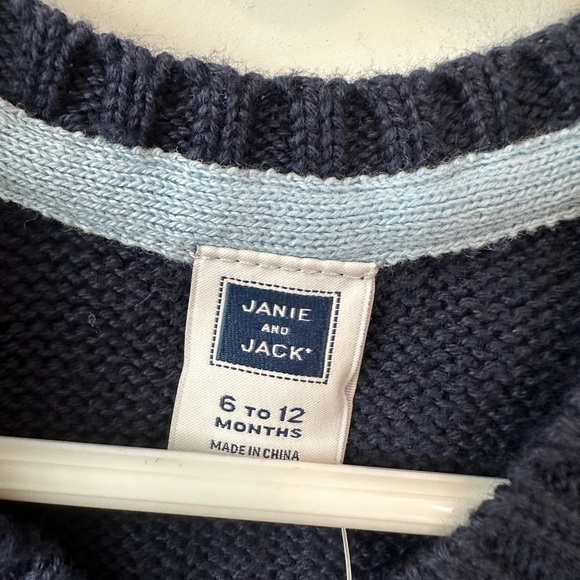 JANIE
AND
JACK
6 TO 12
MONTHS
MADE IN CHINA